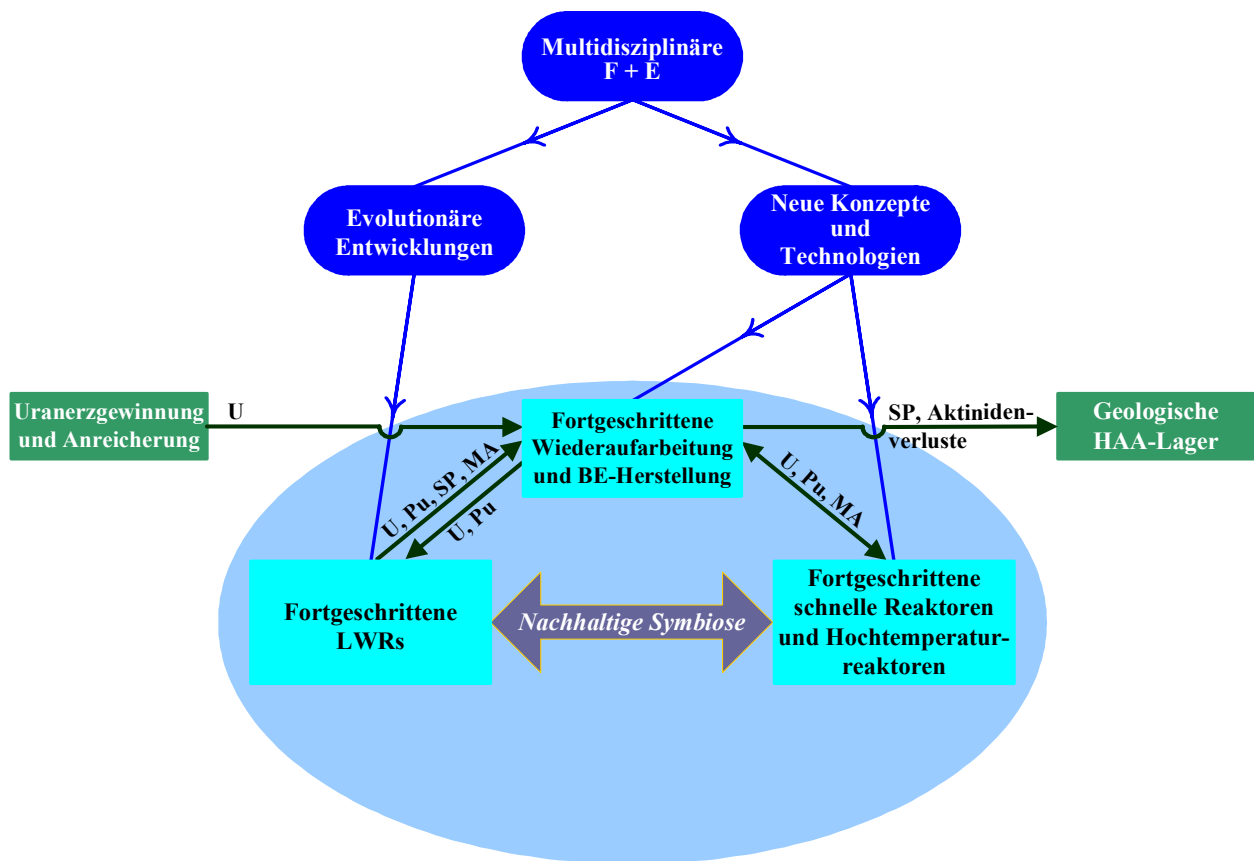 Multidisziplinäre
F + E
Evolutionäre
Entwicklungen
Neue Konzepte
und
Technologien
Uranerzgewinnung
und Anreicherung
U
Fortgeschrittene
Wiederaufarbeitung
und BE-Herstellung
SP, Aktiniden-
verluste
Geologische
HAA-Lager
U, Pu, SP, MA
U, Pu
U, Pu, MA
Fortgeschrittene
LWRs
Nachhaltige Symbiose
Fortgeschrittene
schnelle Reaktoren
und Hochtemperatur-
reaktoren